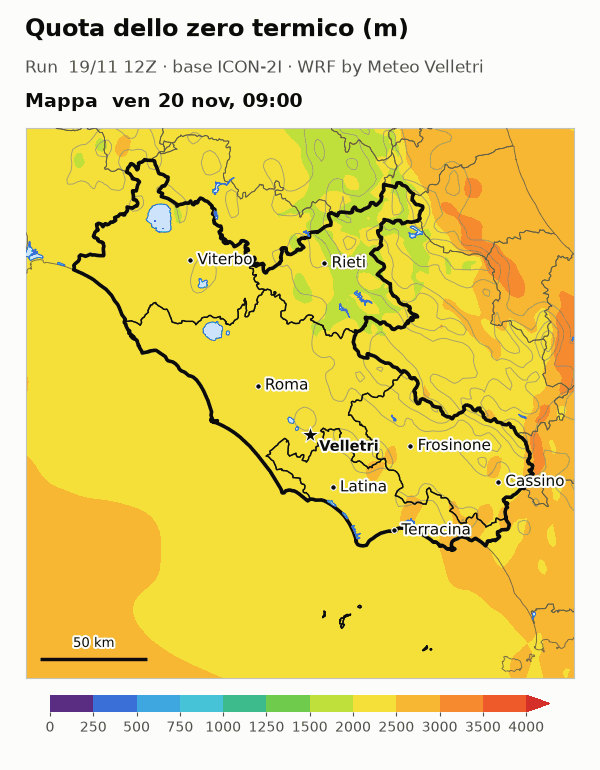 Quota dello zero termico (m)
Run  19/11 12Z · base ICON-2I · WRF by Meteo Velletri
Mappa  ven 20 nov, 09:00
Viterbo
Rieti
Roma
Velletri
Frosinone
Latina
Cassino
Terracina
50 km
0 250 500 750 1000 1250 1500 2000 2500 3000 3500 4000